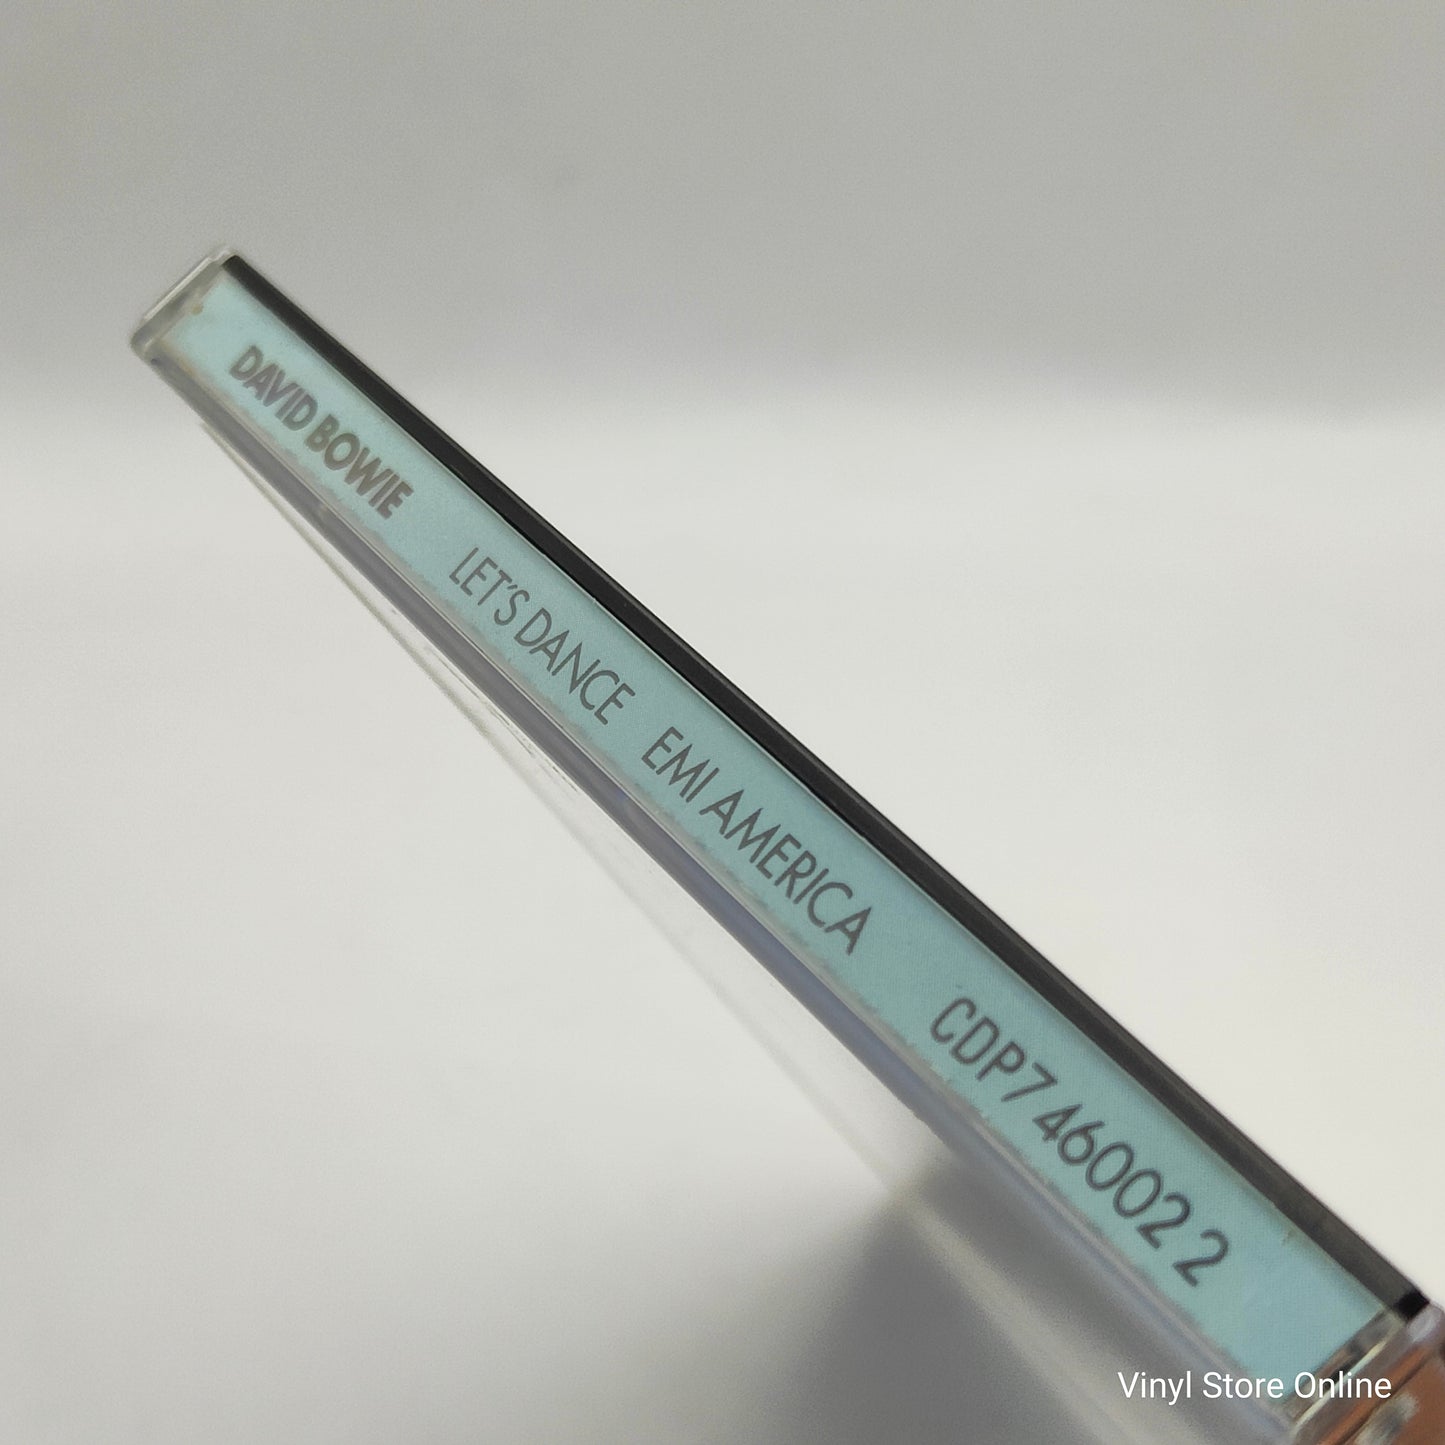 DAVID BOWIE LET'S DANCE EMI AMERICA CDP 7 46002 2
Vinyl Store Online